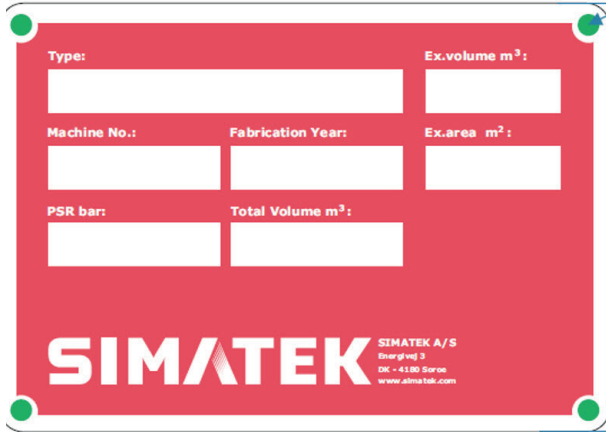 Type:
Ex.volume m³:
Machine No.:
Fabrication Year:
Ex.area m²:
PSR bar:
Total Volume m³:
SIMATEK
SIMATEK A/S
Energivej 3
DK - 4180 Soroe
www.simatek.com